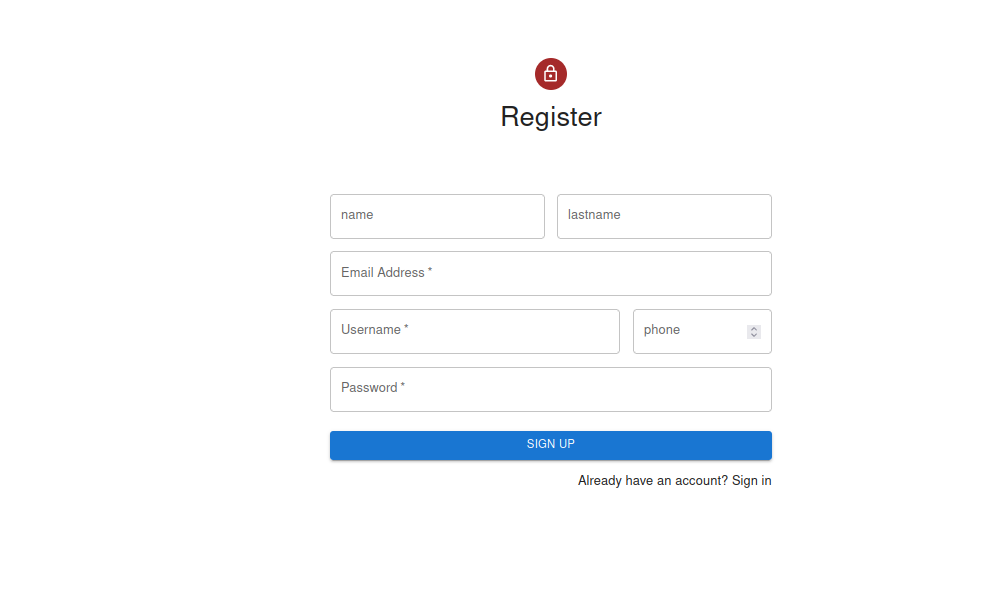 Register
name
lastname
Email Address *
Username *
phone
Password *
SIGN UP
Already have an account? Sign in